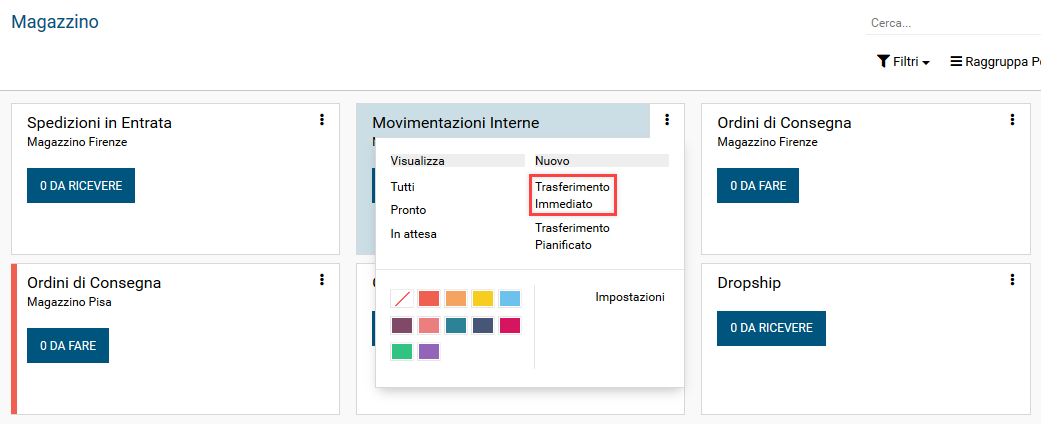 Magazzino
Cerca...
Filtri
Raggruppa
Spedizioni in Entrata
Magazzino Firenze
0 DA RICEVERE
Movimentazioni Interne
Visualizza
Nuovo
Tutti
Pronto
In attesa
Trasferimento
Immediato
Trasferimento
Pianificato
Impostazioni
Ordini di Consegna
Magazzino Firenze
0 DA FARE
Ordini di Consegna
Magazzino Pisa
0 DA FARE
Dropship
0 DA RICEVERE